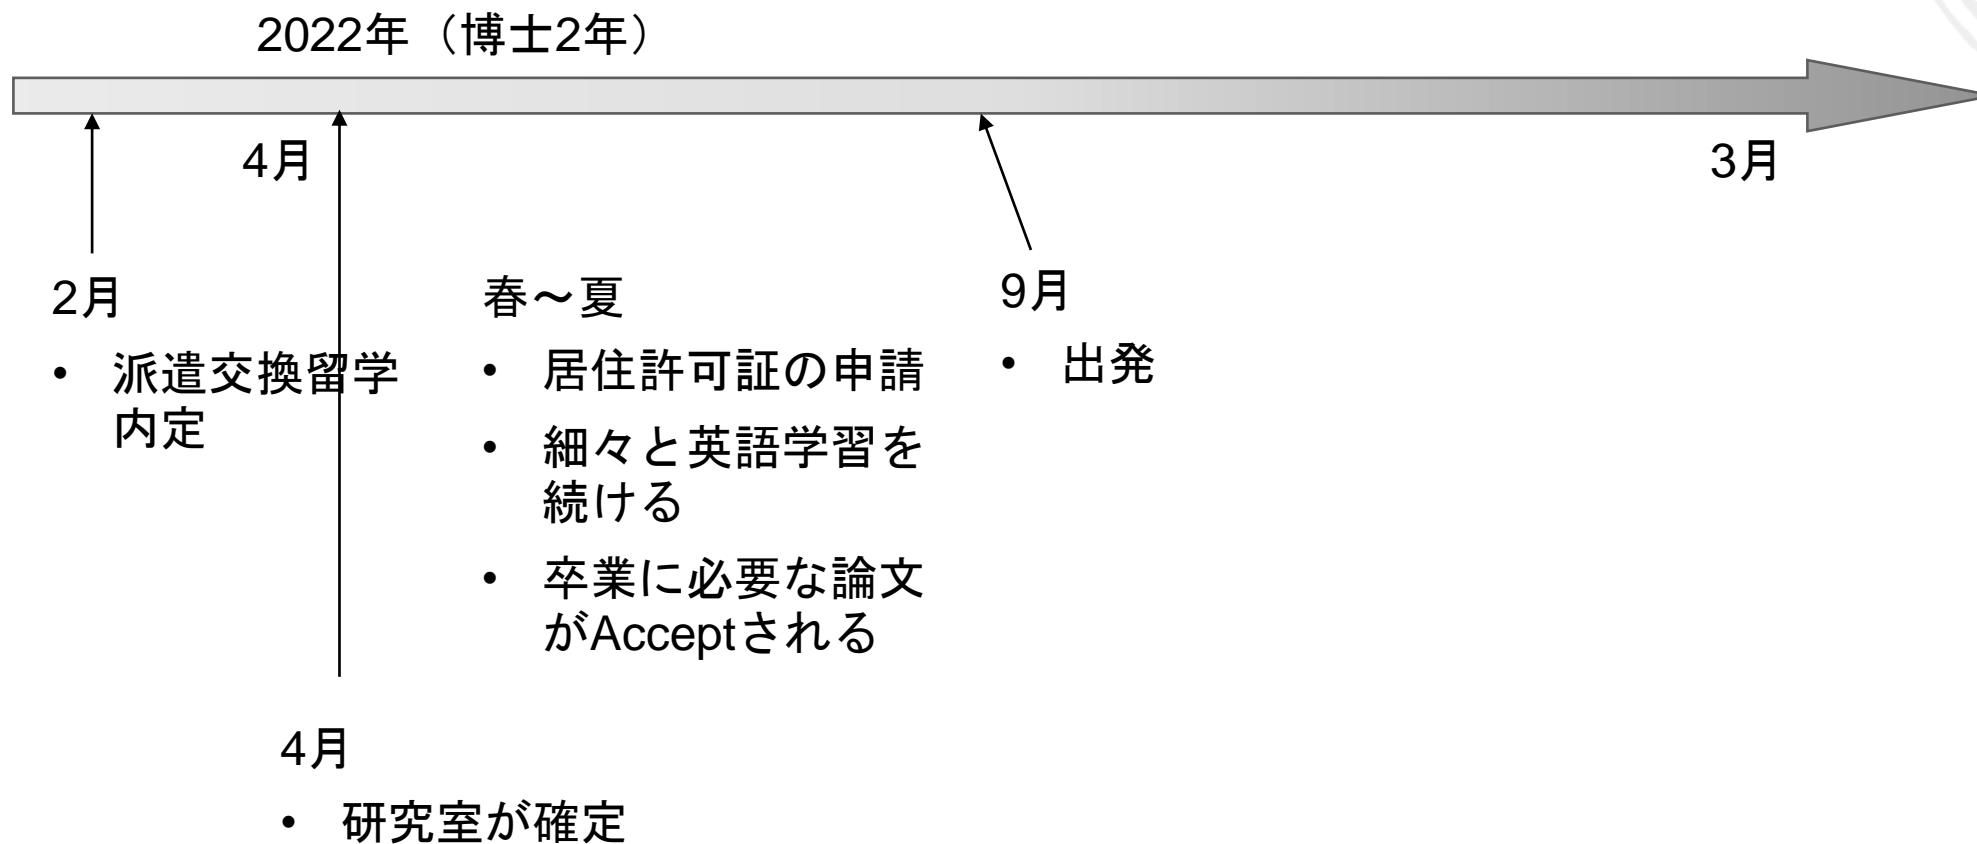 2022年（博士2年）
4月
3月
2月
• 派遣交換留学
内定
春～夏
• 居住許可証の申請
• 細々と英語学習を
続ける
• 卒業に必要な論文
がAcceptされる
9月
• 出発
4月
• 研究室が確定